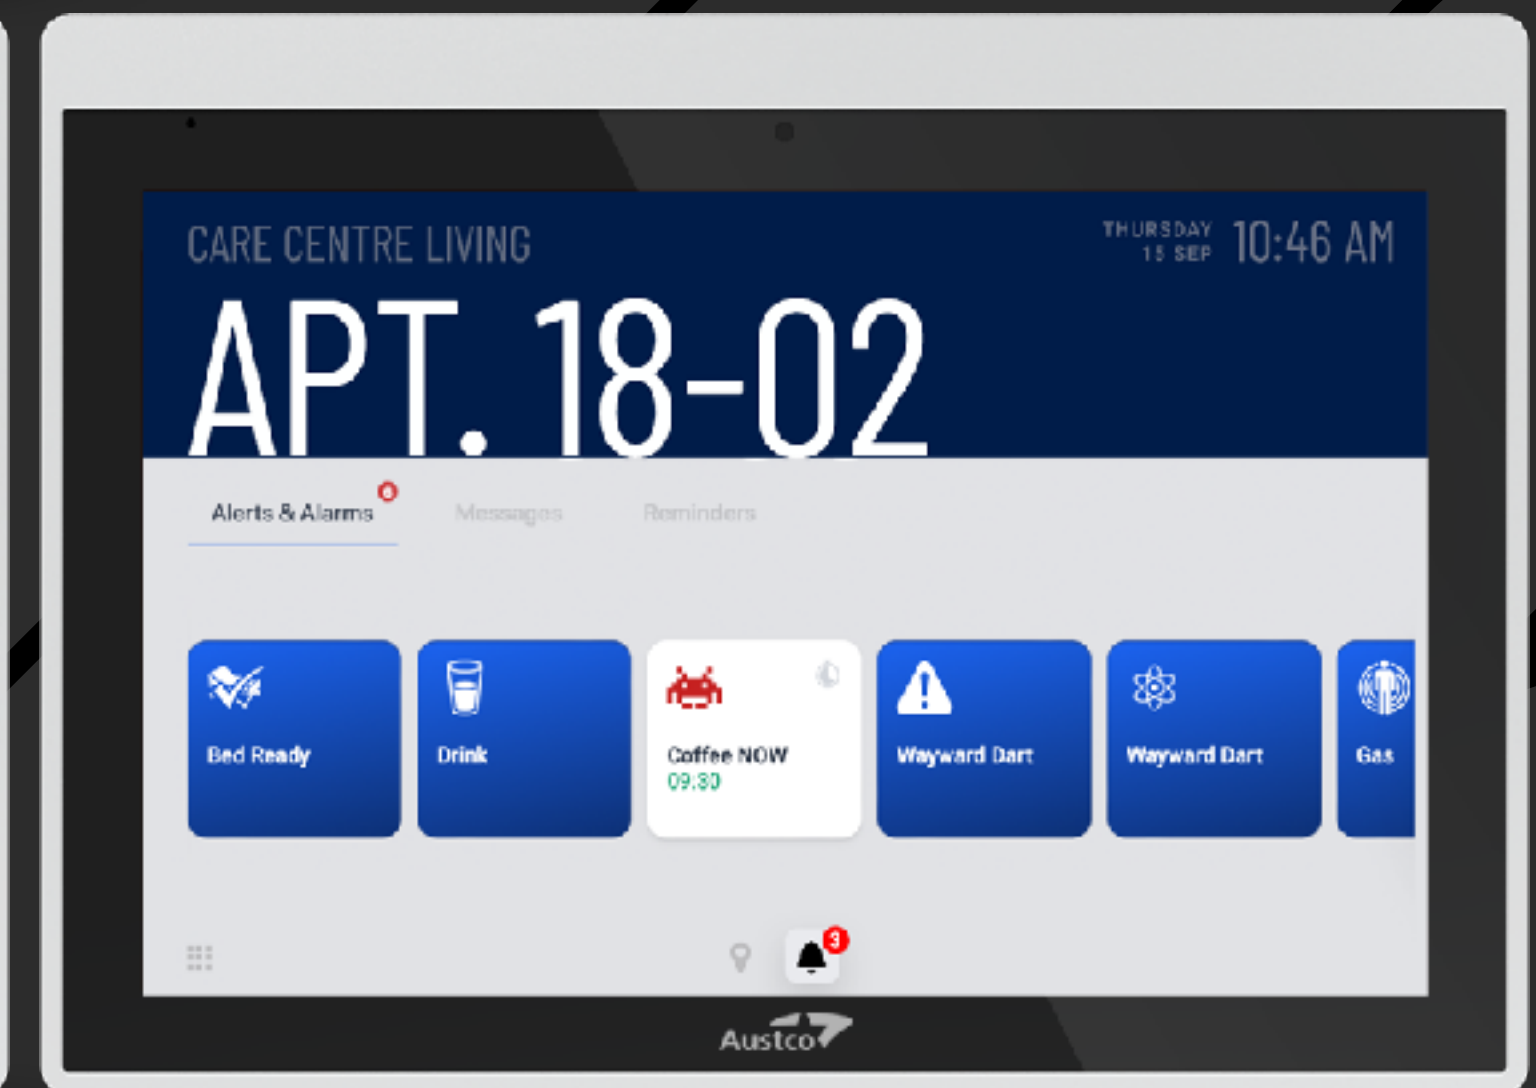 CARE CENTRE LIVING
THURSDAY
15 SEP
10:46 AM
APT. 18-02
Alerts & Alarms
6
Messages
Reminders
Bed Ready
Drink
Coffee NOW
09:30
Wayward Dart
Wayward Dart
Gas
3
Austco